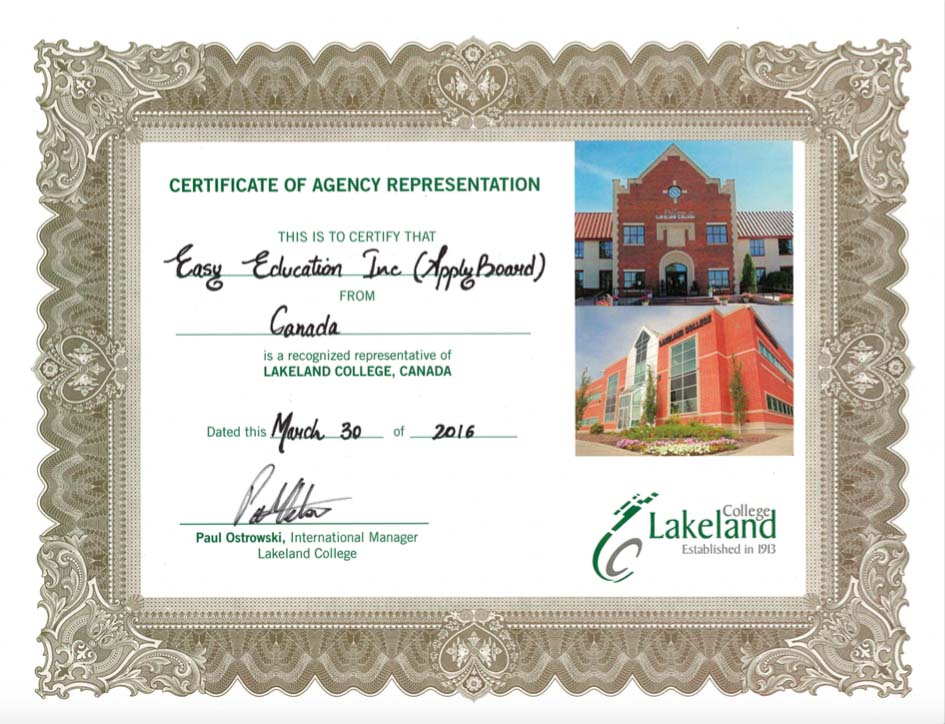 CERTIFICATE OF AGENCY REPRESENTATION
THIS IS TO CERTIFY THAT
Easy Education Inc (ApplyBoard)
FROM
Canada
is a recognized representative of
LAKELAND COLLEGE, CANADA
Dated this March 30 of 2016
Paul Ostrowski, International Manager
Lakeland College
LAKELAND COLLEGE
LAKELAND COLLEGE
College
Lakeland
Established in 1913